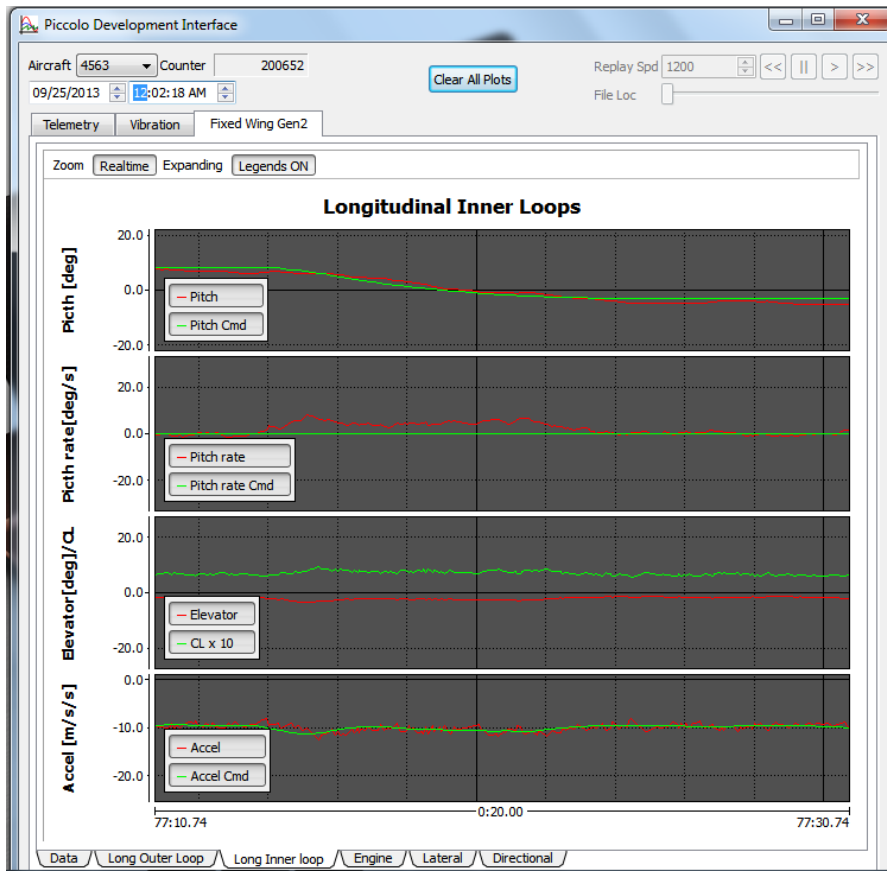 Piccolo Development Interface
Aircraft 4563 Counter 200652
Clear All Plots
Replay Spd 1200 << || > >>
09/25/2013 12:02:18 AM
File Loc
Telemetry Vibration Fixed Wing Gen2
Zoom Realtime Expanding Legends ON
Longitudinal Inner Loops
Picth [deg]
20.0
0.0
-20.0
Pitch
Pitch Cmd
Picth rate[deg/s]
20.0
0.0
-20.0
Pitch rate
Pitch rate Cmd
Elevator[deg]/CL
20.0
0.0
-20.0
Elevator
CL x 10
Accel [m/s/s]
0.0
-10.0
-20.0
Accel
Accel Cmd
0:20.00
77:10.74 77:30.74
Data Long Outer Loop Long Inner loop Engine Lateral Directional